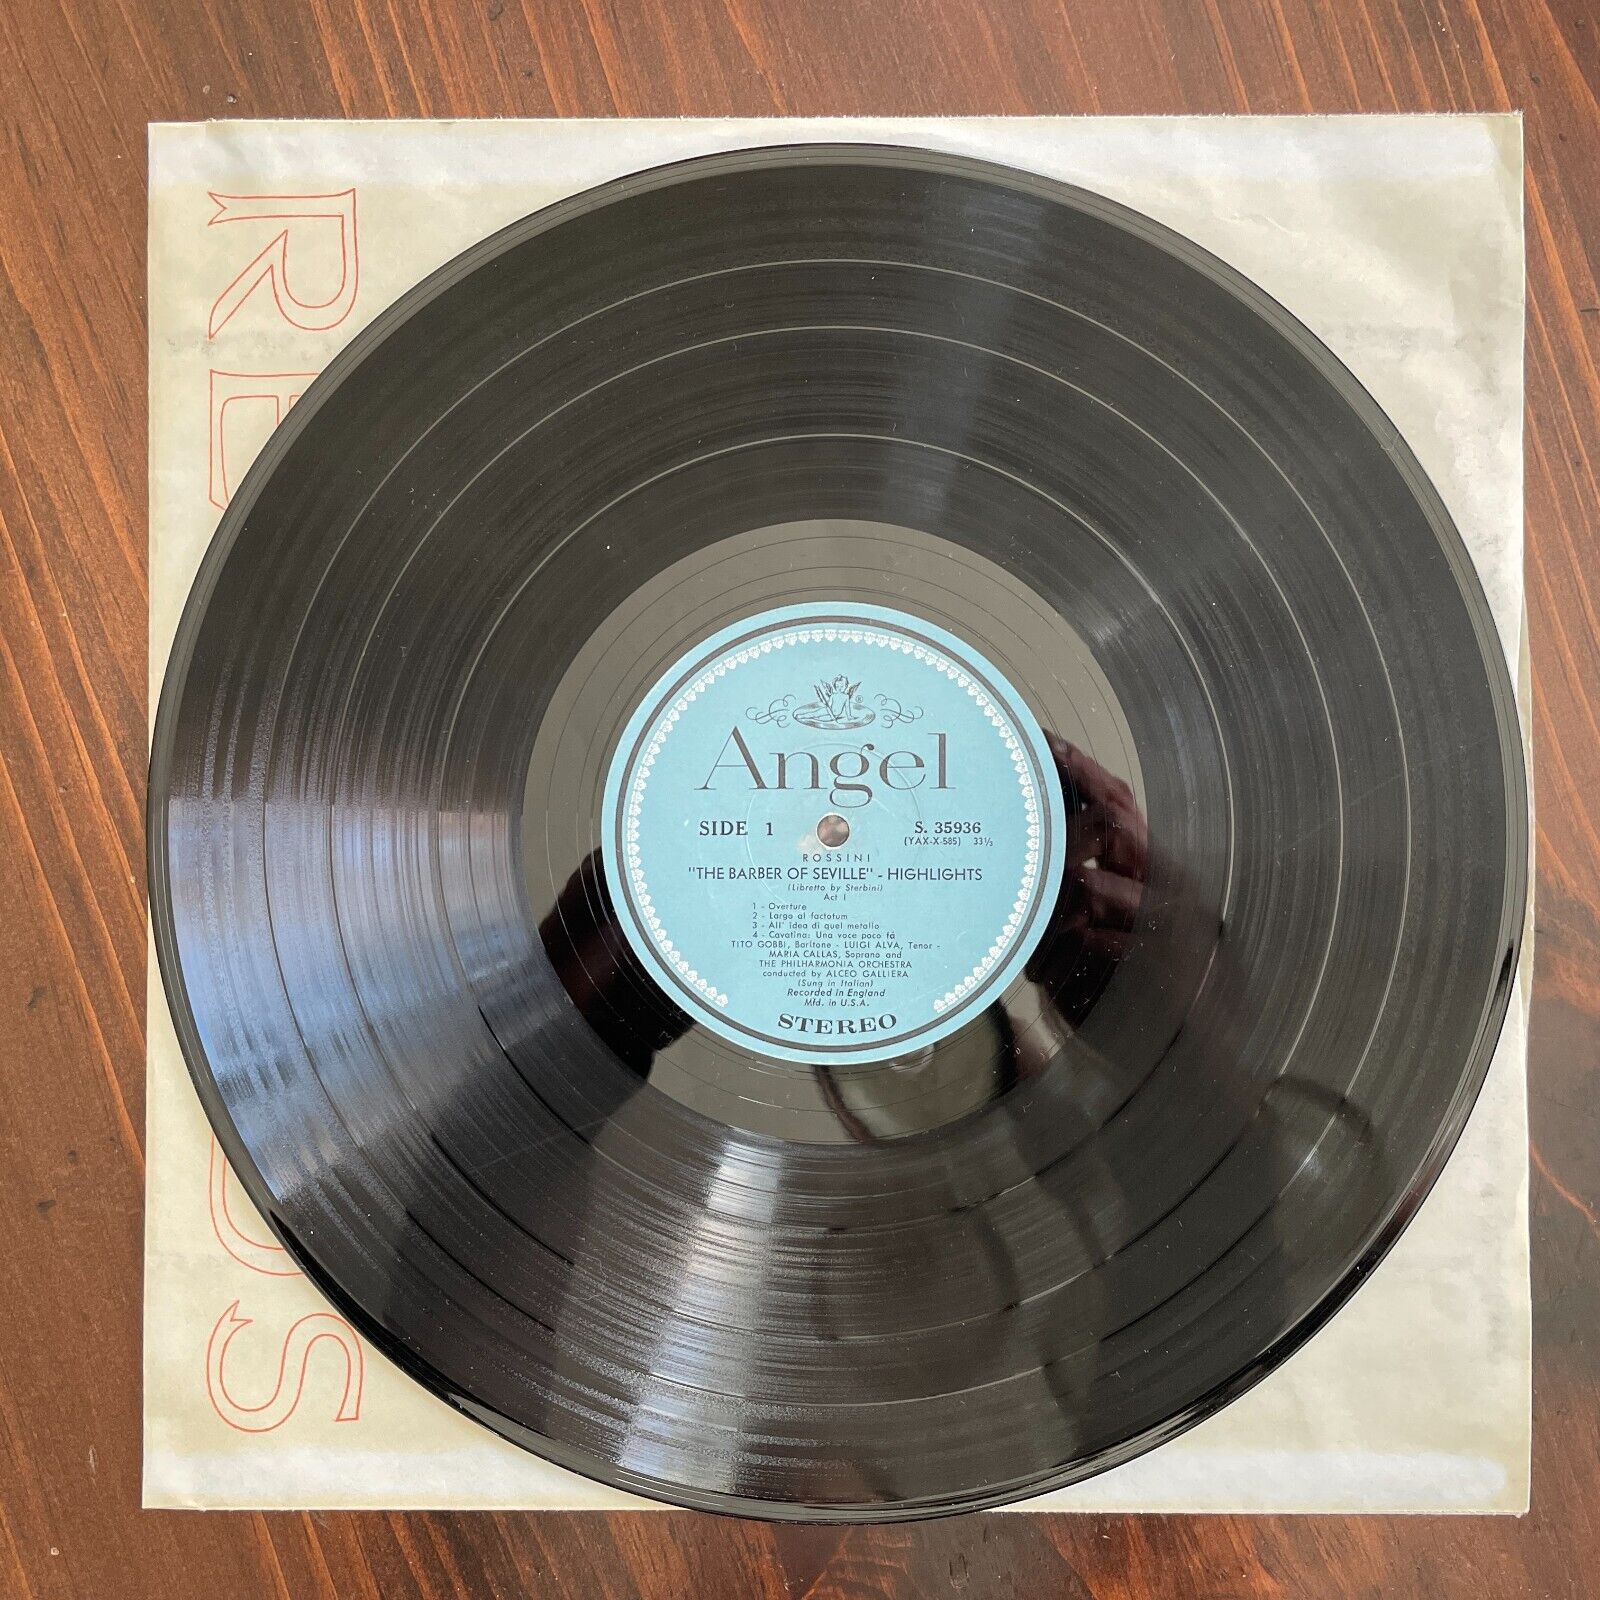 Angel
®
SIDE 1
S. 35936
(YAX-X-585) 33⅓
ROSSINI
"THE BARBER OF SEVILLE" - HIGHLIGHTS
(Libretto by Sterbini)
Act I
1 - Overture
2 - Largo al factotum
3 - All' idea di quel metallo
4 - Cavatina: Una voce poco fá
TITO GOBBI, Baritone - LUIGI ALVA, Tenor -
MARIA CALLAS, Soprano and
THE PHILHARMONIA ORCHESTRA
conducted by ALCEO GALLIERA
(Sung in Italian)
Recorded in England
Mfd. in U.S.A.
STEREO